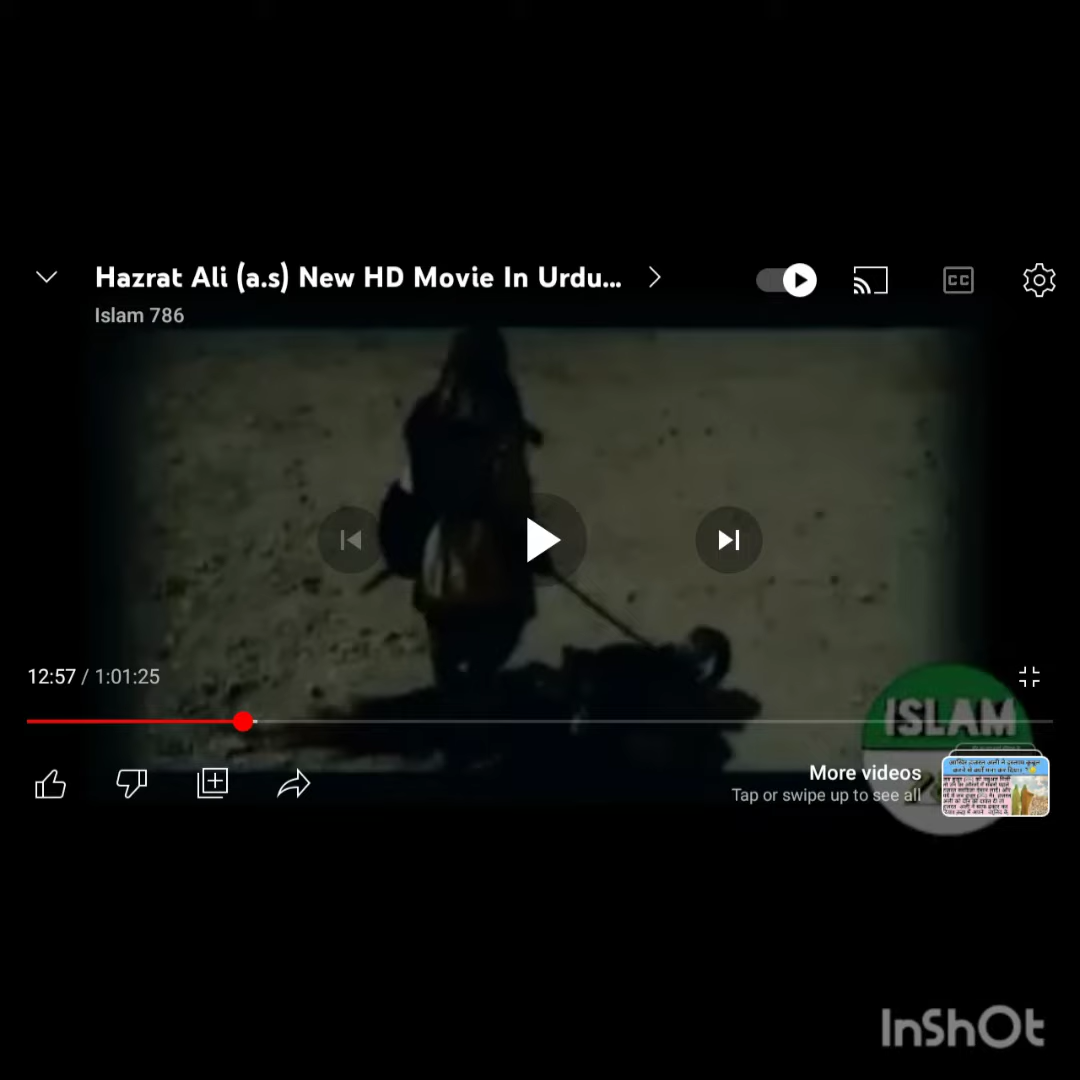 Hazrat Ali (a.s) New HD Movie In Urdu...
CC
Islam 786
12:57 / 1:01:25
ISLAM
More videos
Tap or swipe up to see all
InShOt